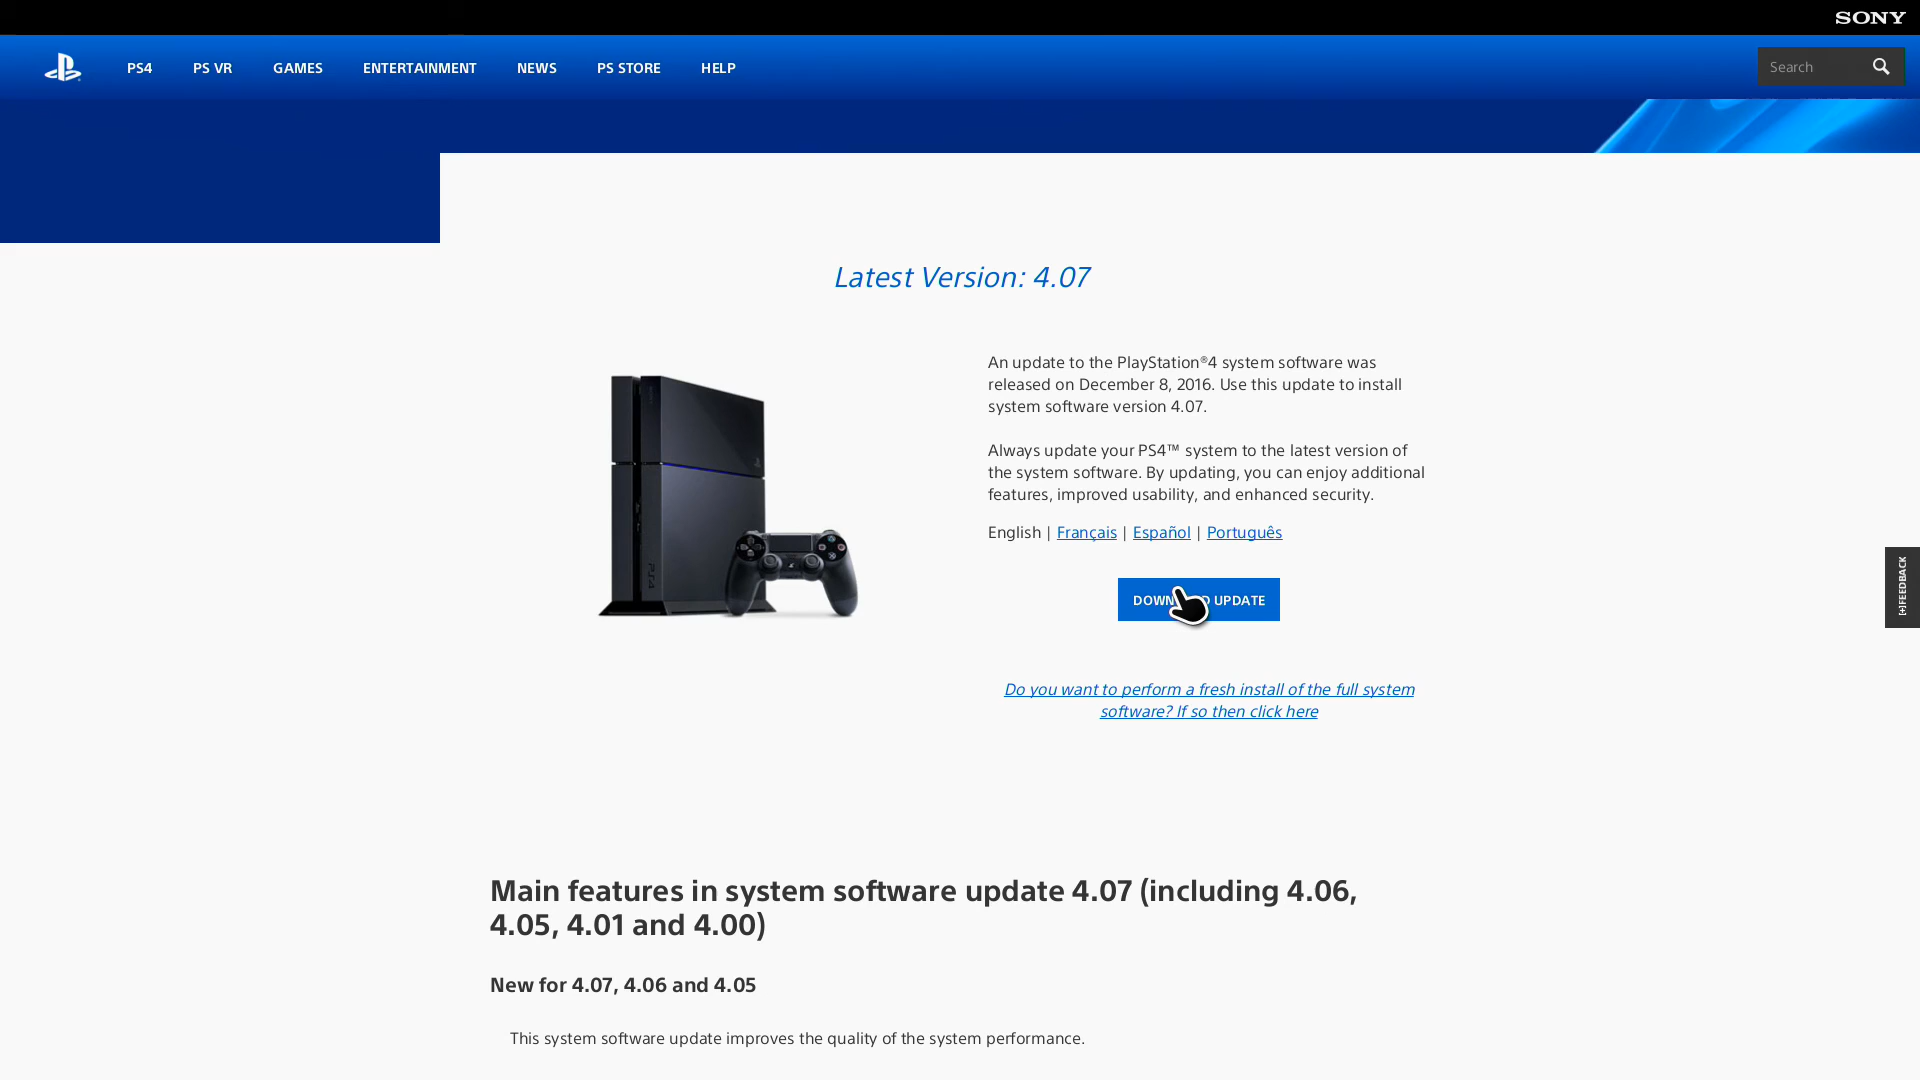 SONY
PS4
PS VR
GAMES
ENTERTAINMENT
NEWS
PS STORE
HELP
Search
Latest Version: 4.07
An update to the PlayStation®4 system software was
released on December 8, 2016. Use this update to install
system software version 4.07.
Always update your PS4™ system to the latest version of
the system software. By updating, you can enjoy additional
features, improved usability, and enhanced security.
English | Français | Español | Português
UPDATE
[+]FEEDBACK
Do you want to perform a fresh install of the full system
software? If so then click here
PS4
Main features in system software update 4.07 (including 4.06,
4.05, 4.01 and 4.00)
New for 4.07, 4.06 and 4.05
This system software update improves the quality of the system performance.